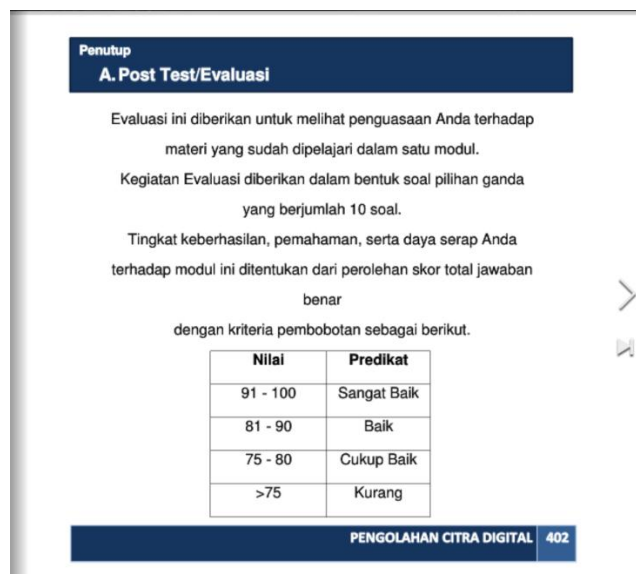 Penutup
A. Post Test/Evaluasi
Evaluasi ini diberikan untuk melihat penguasaan Anda terhadap
materi yang sudah dipelajari dalam satu modul.
Kegiatan Evaluasi diberikan dalam bentuk soal pilihan ganda
yang berjumlah 10 soal.
Tingkat keberhasilan, pemahaman, serta daya serap Anda
terhadap modul ini ditentukan dari perolehan skor total jawaban
benar
dengan kriteria pembobotan sebagai berikut.
Nilai Predikat
91 - 100 Sangat Baik
81 - 90 Baik
75 - 80 Cukup Baik
>75 Kurang
PENGOLAHAN CITRA DIGITAL 402